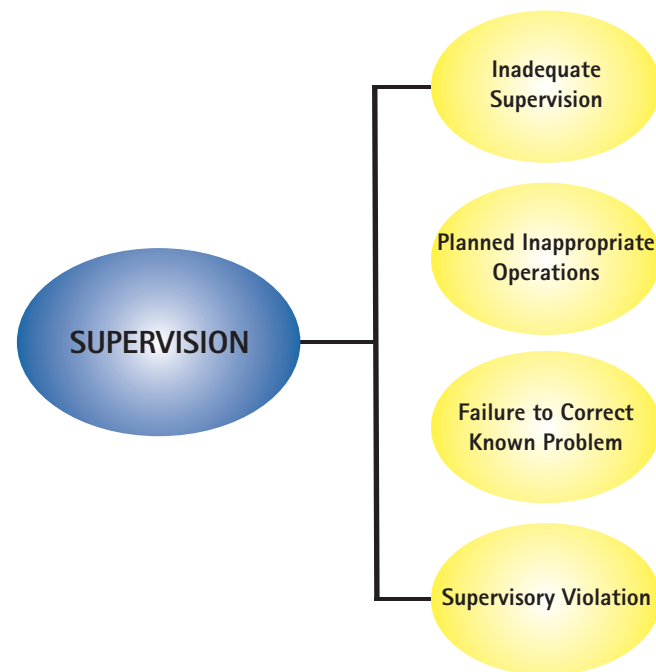 Inadequate
Supervision
Planned Inappropriate
Operations
SUPERVISION
Failure to Correct
Known Problem
Supervisory Violation